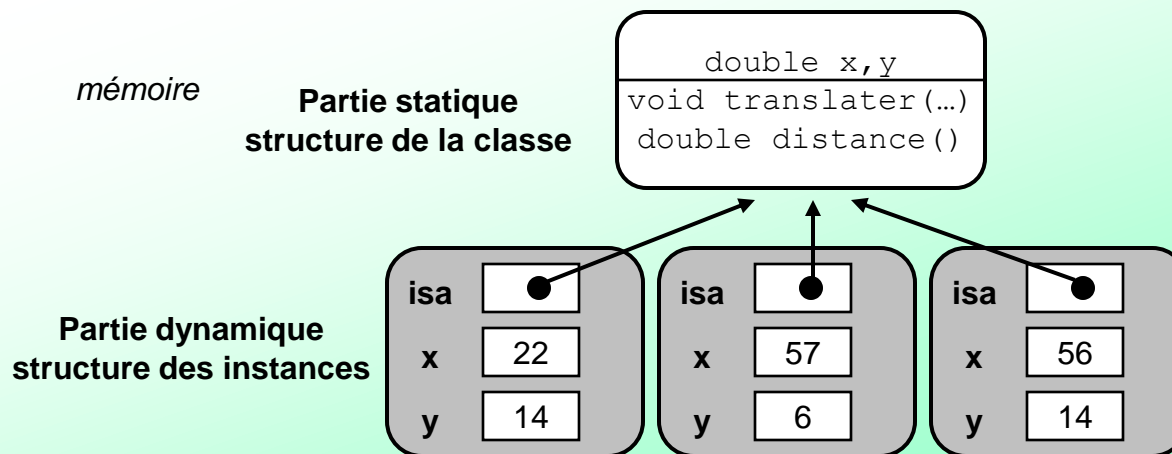 double x,y
mémoire
Partie statique
structure de la classe
void translater(…)
double distance()
Partie dynamique
structure des instances
isa
x 22
y 14
isa
x 57
y 6
isa
x 56
y 14